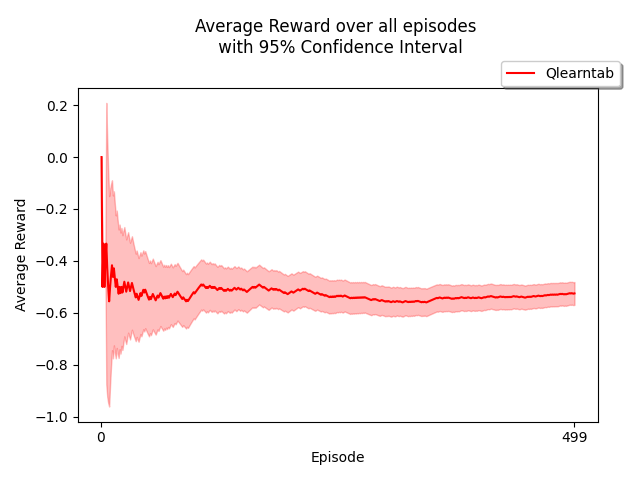 Average Reward over all episodes
with 95% Confidence Interval
Qlearntab
0.2
0.0
−0.2
−0.4
−0.6
−0.8
−1.0
Average Reward
0
499
Episode